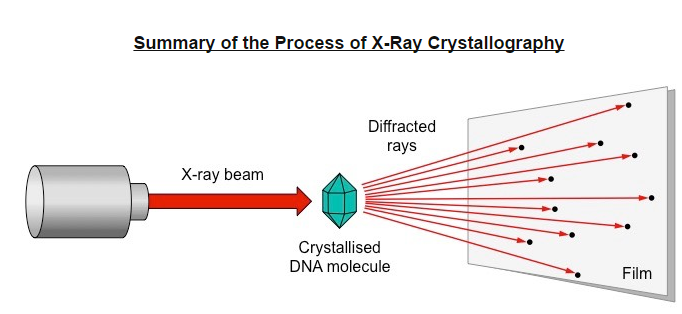 Summary of the Process of X-Ray Crystallography
Diffracted
rays
X-ray beam
Crystallised
DNA molecule
Film